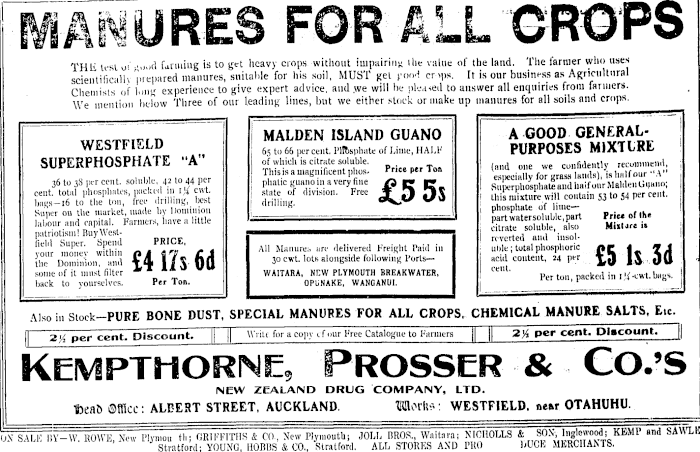 MANURES FOR ALL CROPS
THE test of good farming is to get heavy crops without impairing the value of the land. The farmer who uses
scientifically prepared manures, suitable for his soil, MUST get good crops. It is our business as Agricultural
Chemists of long experience to give expert advice, and we will be pleased to answer all enquiries from farmers.
We mention below Three of our leading lines, but we either stock or make up manures for all soils and crops.
WESTFIELD
SUPERPHOSPHATE "A"
36 to 38 per cent. soluble, 42 to 44 per
cent. total phosphates, packed in 1¼ cwt.
bags—16 to the ton, free drilling, best
Super on the market, made by Dominion
labour and capital. Farmers, have a little
patriotism! Buy West-
field Super. Spend
your money within
the Dominion, and
some of it must filter
back to yourselves.
PRICE,
£4 17s 6d
Per Ton.
MALDEN ISLAND GUANO
65 to 66 per cent. Phosphate of Lime, HALF
of which is citrate soluble.
This is a magnificent phos-
phatic guano in a very fine
state of division. Free
drilling.
Price per Ton
£5 5s
All Manures are delivered Freight Paid in
30 cwt. lots alongside following Ports—
WAITARA, NEW PLYMOUTH BREAKWATER,
OPUNAKE, WANGANUI.
A GOOD GENERAL-
PURPOSES MIXTURE
(and one we confidently recommend,
especially for grass lands), is half our "A"
Superphosphate and half our Malden Guano;
this mixture will contain 53 to 54 per cent.
phosphate of lime—
part water soluble, part
citrate soluble, also
reverted and insol-
uble; total phosphoric
acid content, 24 per
cent.
Price of the
Mixture is
£5 1s 3d
Per ton, packed in 1¼-cwt. bags.
Also in Stock—PURE BONE DUST, SPECIAL MANURES FOR ALL CROPS, CHEMICAL MANURE SALTS, Etc.
2½ per cent. Discount. Write for a copy of our Free Catalogue to Farmers 2½ per cent. Discount.
KEMPTHORNE, PROSSER & CO.'S
NEW ZEALAND DRUG COMPANY, LTD.
Head Office: ALBERT STREET, AUCKLAND. Works: WESTFIELD, near OTAHUHU.
ON SALE BY—W. ROWE, New Plymou th; GRIFFITHS & CO., New Plymouth; JOLL BROS., Waitara; NICHOLLS & SON, Inglewood; KEMP and SAWLE
Stratford; YOUNG, HOBBS & CO., Stratford. ALL STORES AND PRO DUCE MERCHANTS.